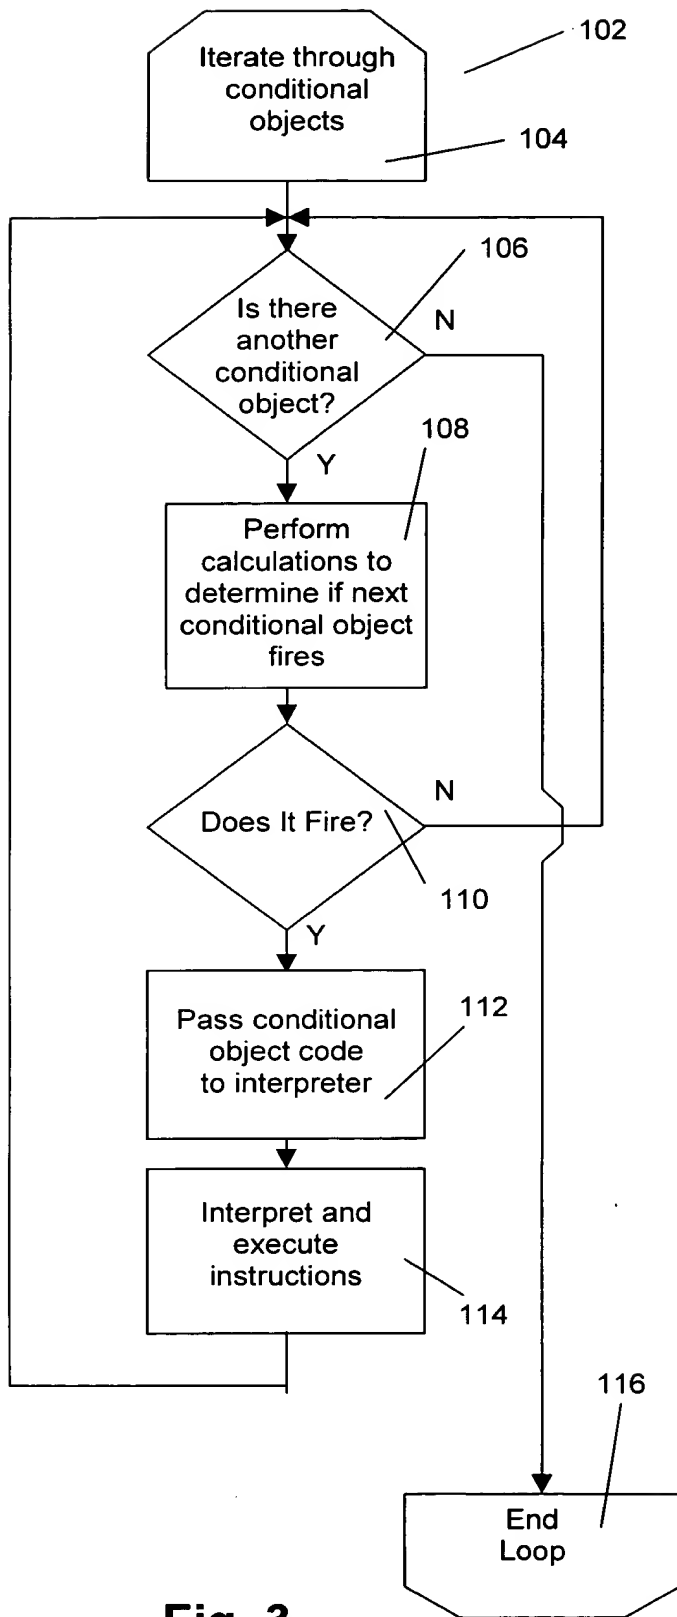 Iterate through
conditional
objects
102
104
106
Is there
another
conditional
object?
N
Y
108
Perform
calculations to
determine if next
conditional object
fires
Does It Fire?
N
110
Y
Pass conditional
object code
to interpreter
112
Interpret and
execute
instructions
114
116
End
Loop
Fig. 3